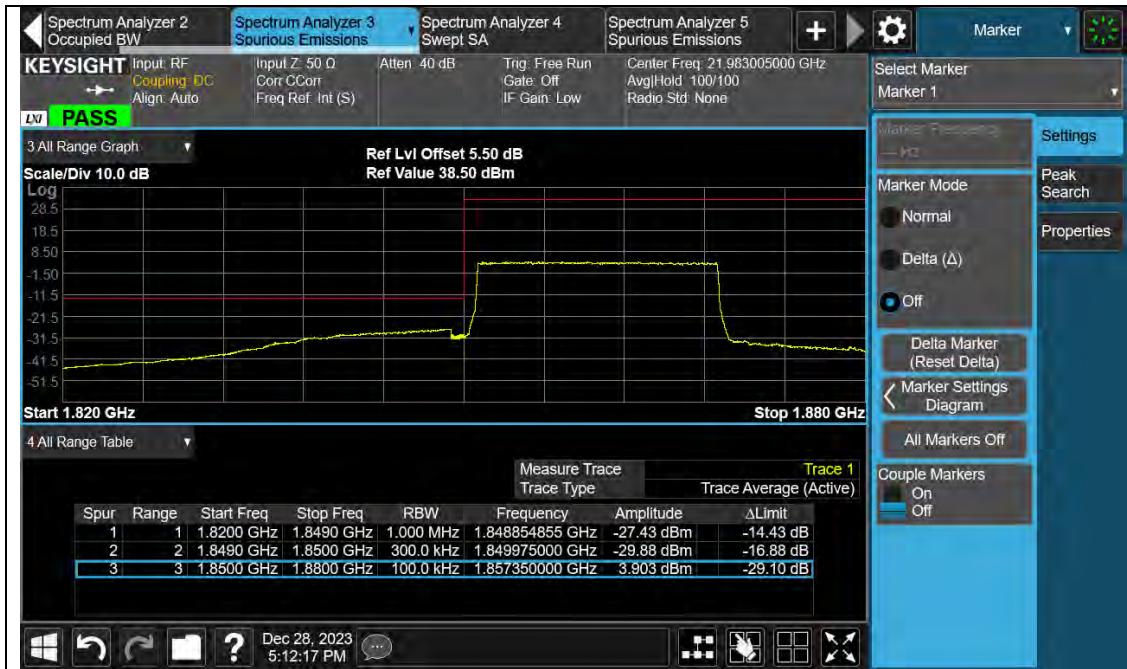 Spectrum Analyzer 2
Occupied BW
Spectrum Analyzer 3
Spurious Emissions
Spectrum Analyzer 4
Swept SA
Spectrum Analyzer 5
Spurious Emissions
+
Marker
KEYSIGHT
Input: RF
Coupling: DC
Align: Auto
Input Z: 50 Ω
Corr CCorr
Freq Ref: Int (S)
Atten: 40 dB
Trig: Free Run
Gate: Off
IF Gain: Low
Center Freq: 21.983005000 GHz
Avg|Hold: 100/100
Radio Std: None
LXI PASS
Select Marker
Marker 1
Marker Frequency
--- Hz
Settings
Peak Search
Properties
Marker Mode
Normal
Delta (Δ)
Off
Delta Marker
(Reset Delta)
Marker Settings
Diagram
All Markers Off
Couple Markers
On
Off
3 All Range Graph
Ref Lvl Offset 5.50 dB
Scale/Div 10.0 dB
Ref Value 38.50 dBm
Log
28.5
18.5
8.50
-1.50
-11.5
-21.5
-31.5
-41.5
-51.5
Start 1.820 GHz
Stop 1.880 GHz
4 All Range Table
Measure Trace Trace 1
Trace Type Trace Average (Active)
Spur Range Start Freq Stop Freq RBW Frequency Amplitude ΔLimit
1 1 1.8200 GHz 1.8490 GHz 1.000 MHz 1.848854855 GHz -27.43 dBm -14.43 dB
2 2 1.8490 GHz 1.8500 GHz 300.0 kHz 1.849975000 GHz -29.88 dBm -16.88 dB
3 3 1.8500 GHz 1.8800 GHz 100.0 kHz 1.857350000 GHz 3.903 dBm -29.10 dB
?
Dec 28, 2023
5:12:17 PM